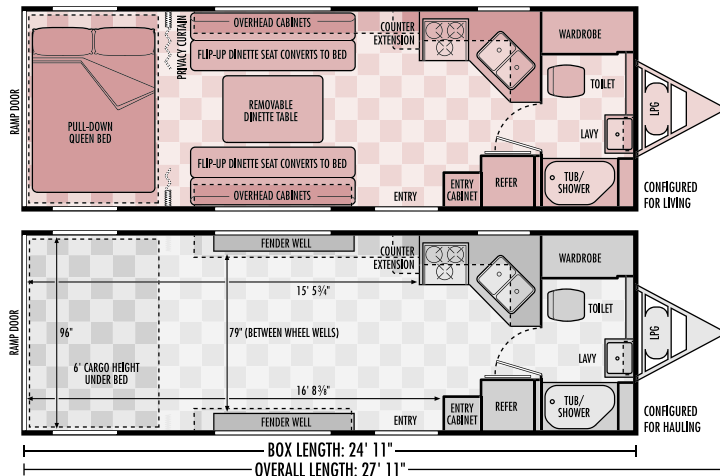 OVERHEAD CABINETS
COUNTER
EXTENSION
WARDROBE
PRIVACY CURTAIN
FLIP-UP DINETTE SEAT CONVERTS TO BED
RAMP DOOR
TOILET
LPG
REMOVABLE
DINETTE TABLE
PULL-DOWN
QUEEN BED
LAVY
FLIP-UP DINETTE SEAT CONVERTS TO BED
OVERHEAD CABINETS
ENTRY
ENTRY
CABINET
REFER
TUB/
SHOWER
CONFIGURED
FOR LIVING
FENDER WELL
COUNTER
EXTENSION
WARDROBE
15' 5¾"
RAMP DOOR
96"
79" (BETWEEN WHEEL WELLS)
TOILET
LPG
LAVY
6' CARGO HEIGHT
UNDER BED
16' 8⅜"
FENDER WELL
ENTRY
ENTRY
CABINET
REFER
TUB/
SHOWER
CONFIGURED
FOR HAULING
BOX LENGTH: 24' 11"
OVERALL LENGTH: 27' 11"